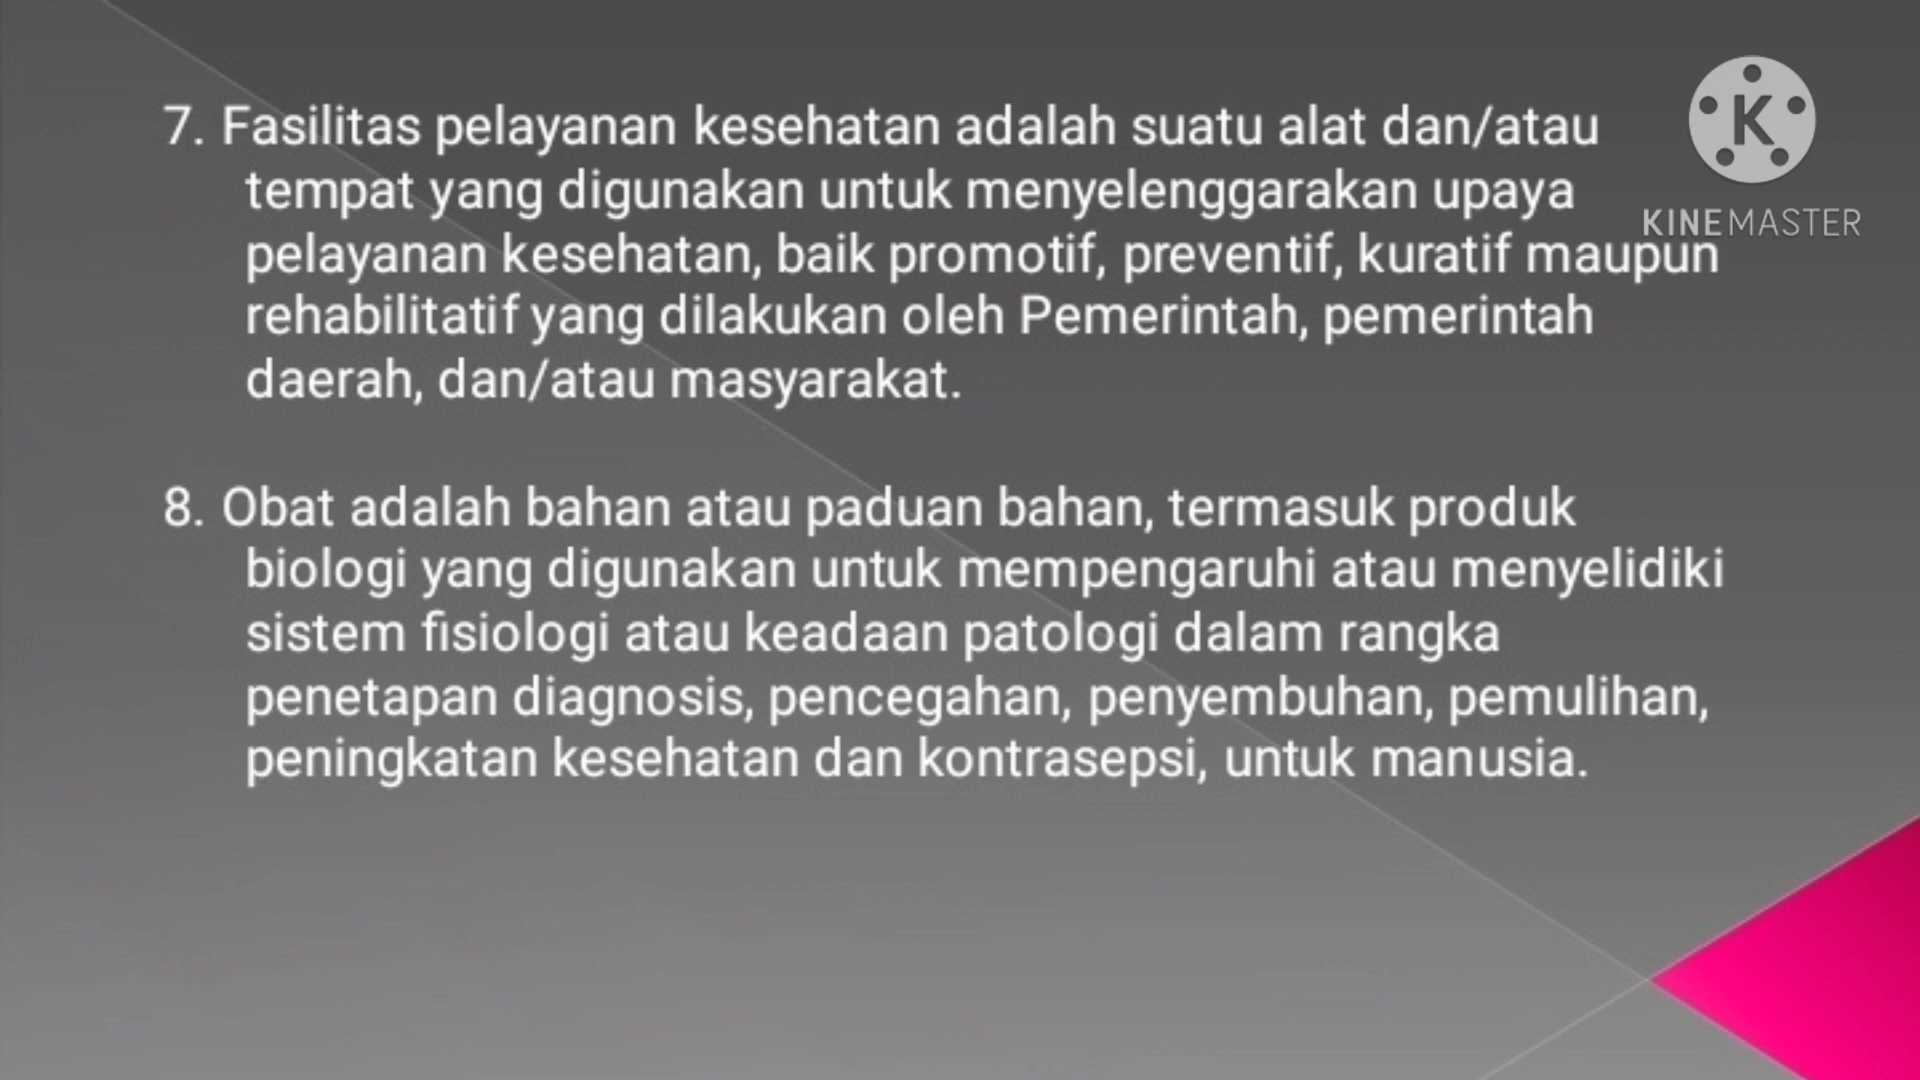 7. Fasilitas pelayanan kesehatan adalah suatu alat dan/atau
tempat yang digunakan untuk menyelenggarakan upaya
pelayanan kesehatan, baik promotif, preventif, kuratif maupun
rehabilitatif yang dilakukan oleh Pemerintah, pemerintah
daerah, dan/atau masyarakat.
8. Obat adalah bahan atau paduan bahan, termasuk produk
biologi yang digunakan untuk mempengaruhi atau menyelidiki
sistem fisiologi atau keadaan patologi dalam rangka
penetapan diagnosis, pencegahan, penyembuhan, pemulihan,
peningkatan kesehatan dan kontrasepsi, untuk manusia.
K
KINEMASTER